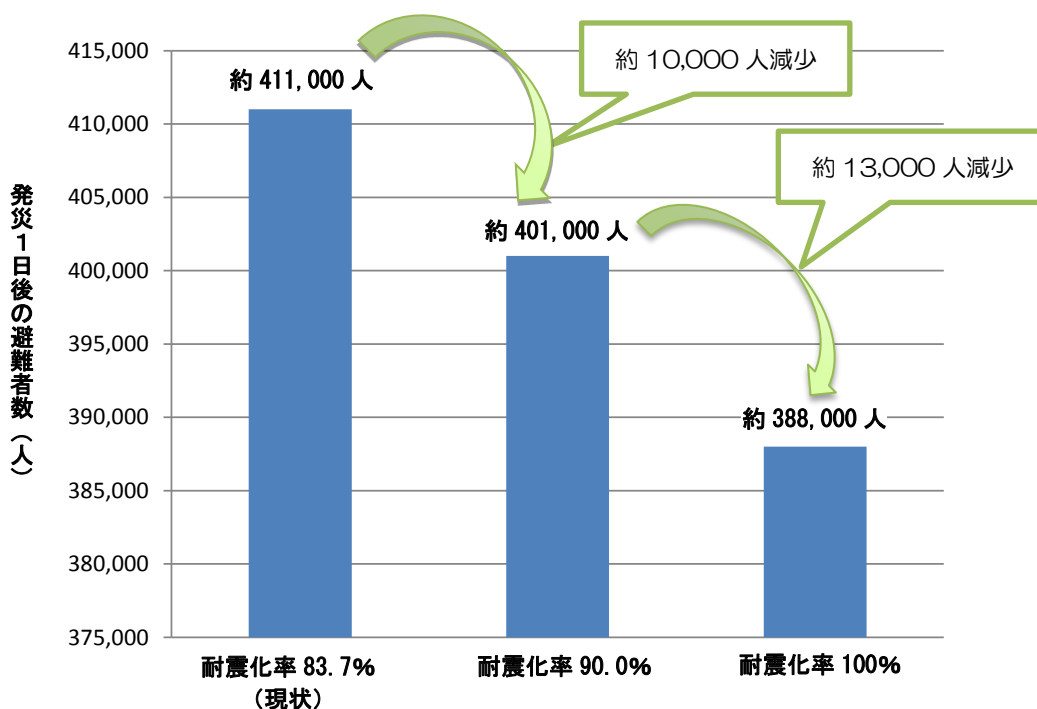 415,000
410,000
405,000
400,000
395,000
390,000
385,000
380,000
375,000
発災1日後の避難者数（人）
約 411,000 人
約 401,000 人
約 388,000 人
約 10,000 人減少
約 13,000 人減少
耐震化率 83.7%
（現状）
耐震化率 90.0%
耐震化率 100%